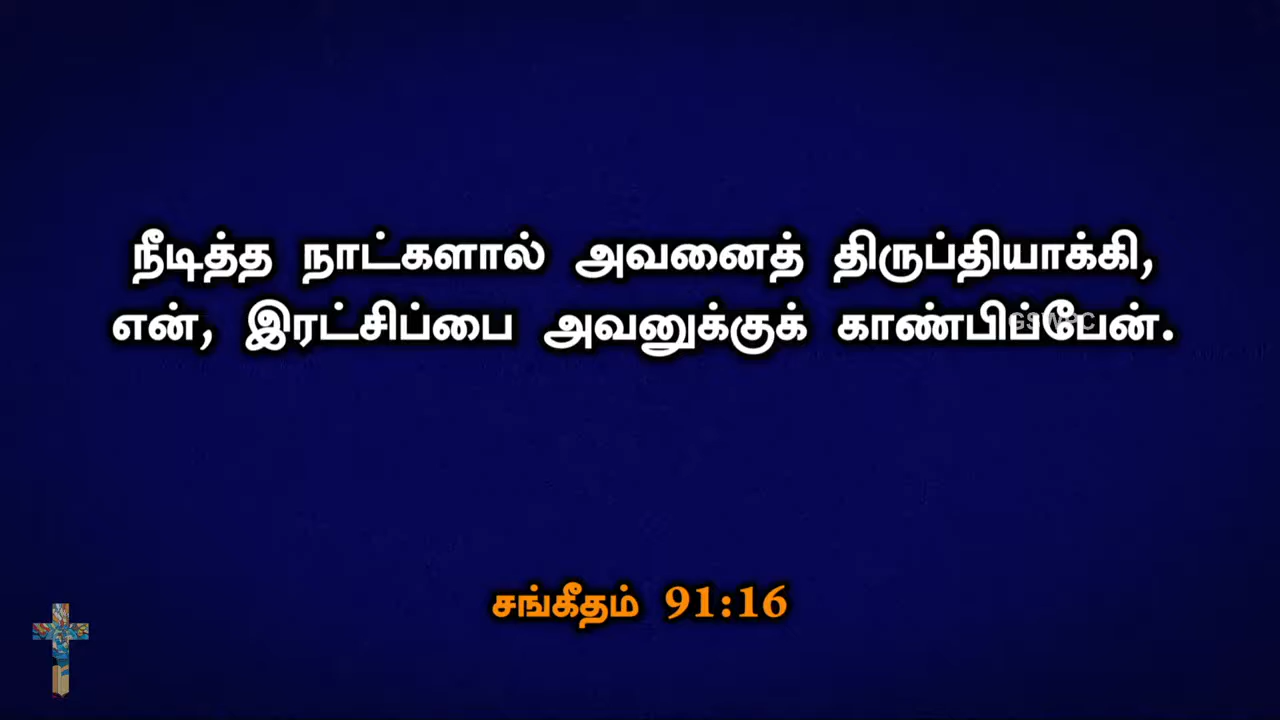 நீடித்த நாட்களால் அவனைத் திருப்தியாக்கி,
என், இரட்சிப்பை அவனுக்குக் காண்பிப்பேன்.
சங்கீதம் 91:16